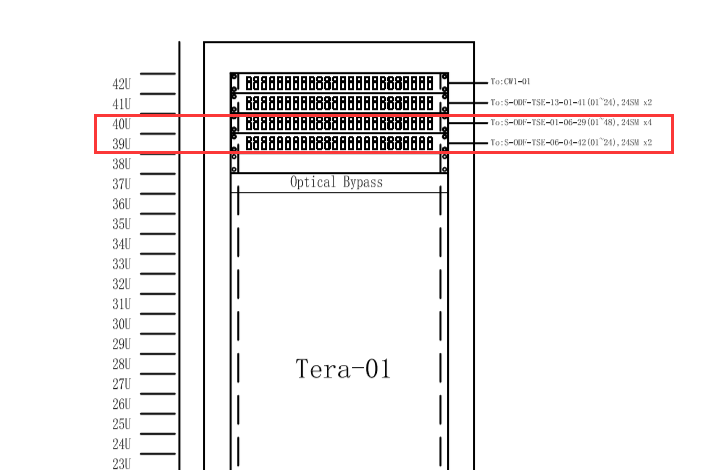 42U
To:CW1-01
41U
To:S-ODF-TSE-13-01-41(01~24),24SM x2
40U
To:S-ODF-TSE-01-06-29(01~48),24SM x4
39U
To:S-ODF-TSE-06-04-42(01~24),24SM x2
38U
37U
Optical Bypass
36U
35U
34U
33U
32U
31U
30U
29U
28U
Tera-01
27U
26U
25U
24U
23U